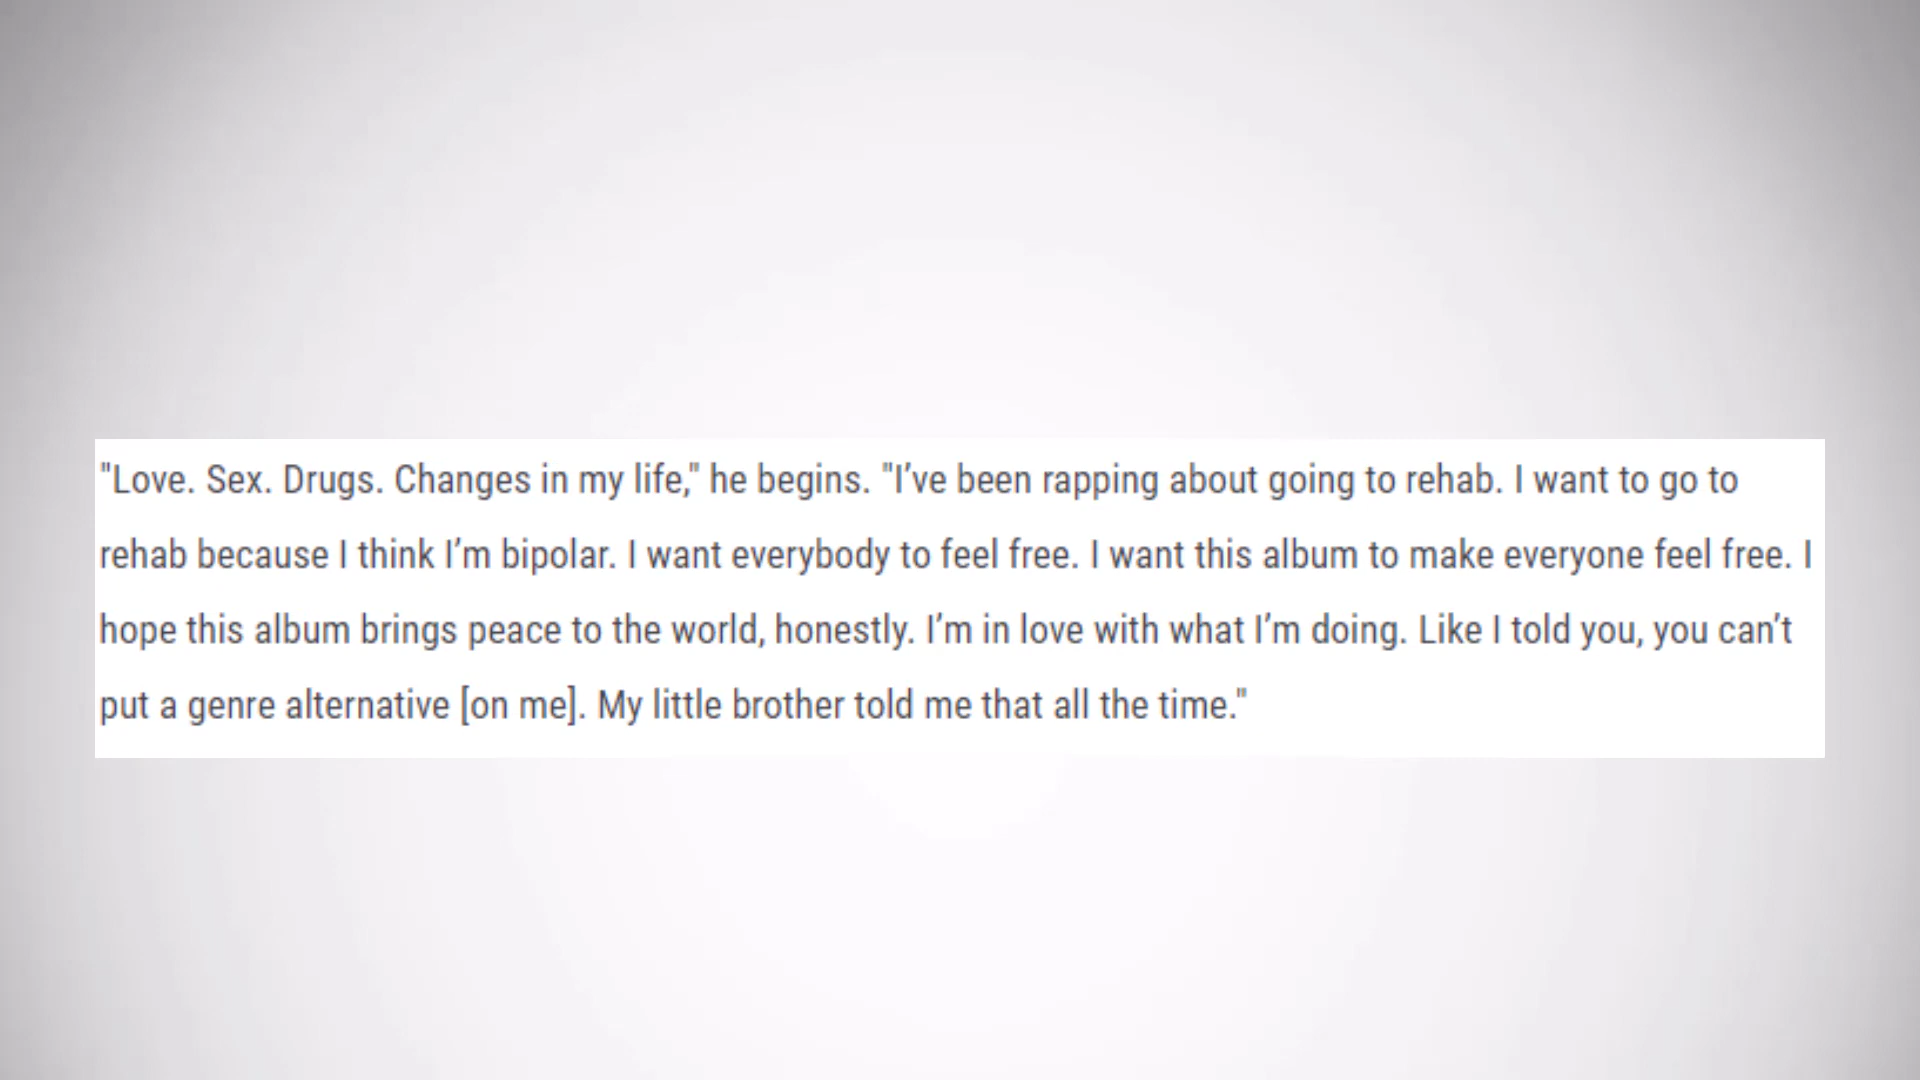 "Love. Sex. Drugs. Changes in my life," he begins. "I’ve been rapping about going to rehab. I want to go to
rehab because I think I’m bipolar. I want everybody to feel free. I want this album to make everyone feel free. I
hope this album brings peace to the world, honestly. I’m in love with what I’m doing. Like I told you, you can’t
put a genre alternative [on me]. My little brother told me that all the time."